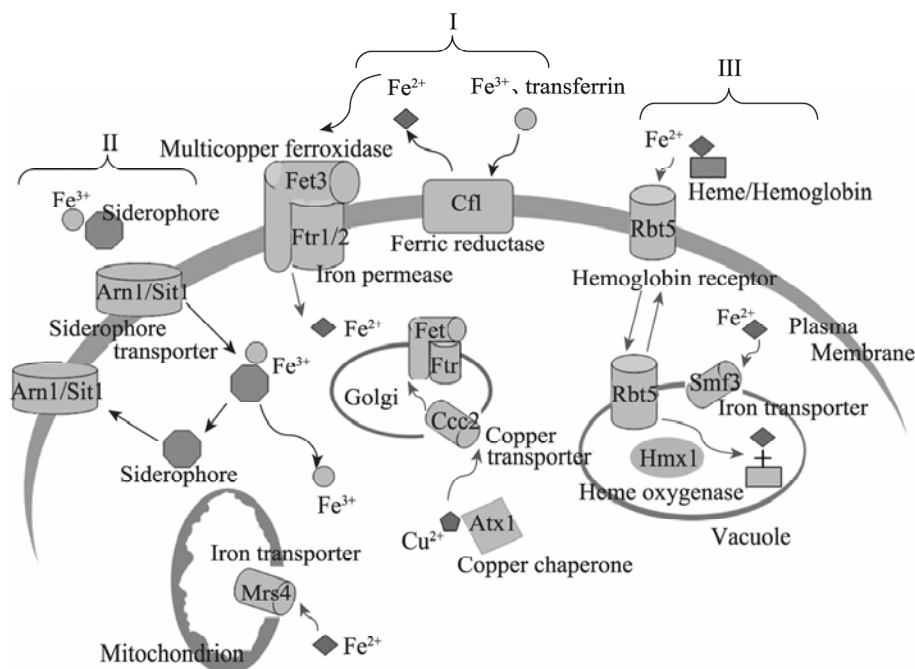 I
Fe²⁺
Fe³⁺、transferrin
III
Multicopper ferroxidase
Fe²⁺
Heme/Hemoglobin
II
Fe³⁺
Siderophore
Fet3
Ftr1/2
Iron permease
Cfl
Ferric reductase
Rbt5
Hemoglobin receptor
Arn1/Sit1
Siderophore
transporter
Fe³⁺
Fe²⁺
Fet
Ftr
Fe²⁺
Plasma
Membrane
Arn1/Sit1
Golgi
Ccc2
Copper
transporter
Rbt5
Smf3
Iron transporter
Siderophore
Fe³⁺
Hmx1
Heme oxygenase
Vacuole
Cu²⁺
Atx1
Copper chaperone
Iron transporter
Mrs4
Mitochondrion
Fe²⁺